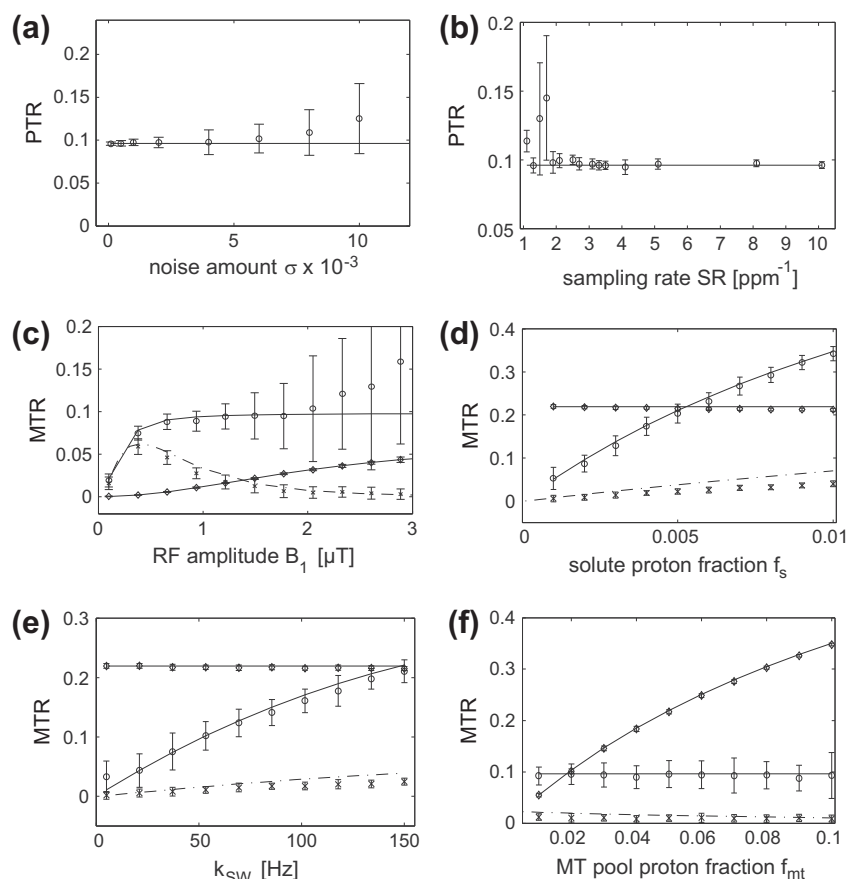 (a)
0.2
0.15
0.1
0.05
PTR
0
5
10
noise amount σ x 10⁻³
(b)
0.2
0.15
0.1
0.05
PTR
1 2 3 4 5 6 7 8 9 10
sampling rate SR [ppm⁻¹]
(c)
0.2
0.15
0.1
0.05
0
MTR
0 1 2 3
RF amplitude B₁ [µT]
(d)
0.4
0.3
0.2
0.1
0
MTR
0 0.005 0.01
solute proton fraction fₛ
(e)
0.3
0.2
0.1
0
MTR
0 50 100 150
k_SW [Hz]
(f)
0.4
0.3
0.2
0.1
0
MTR
0.02 0.04 0.06 0.08 0.1
MT pool proton fraction f_mt